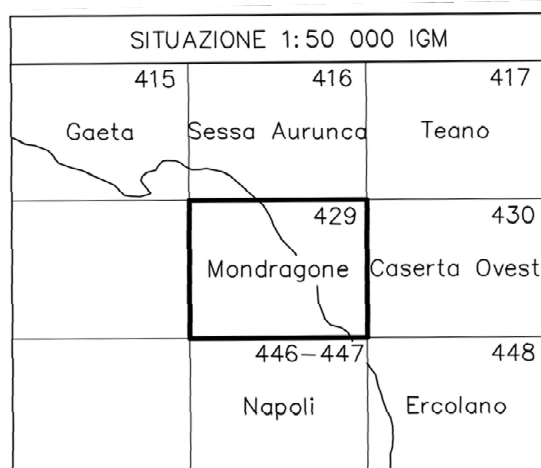 SITUAZIONE 1:50 000 IGM
415 416 417
Gaeta Sessa Aurunca Teano
429 430
Mondragone Caserta Ovest
446-447 448
Napoli Ercolano